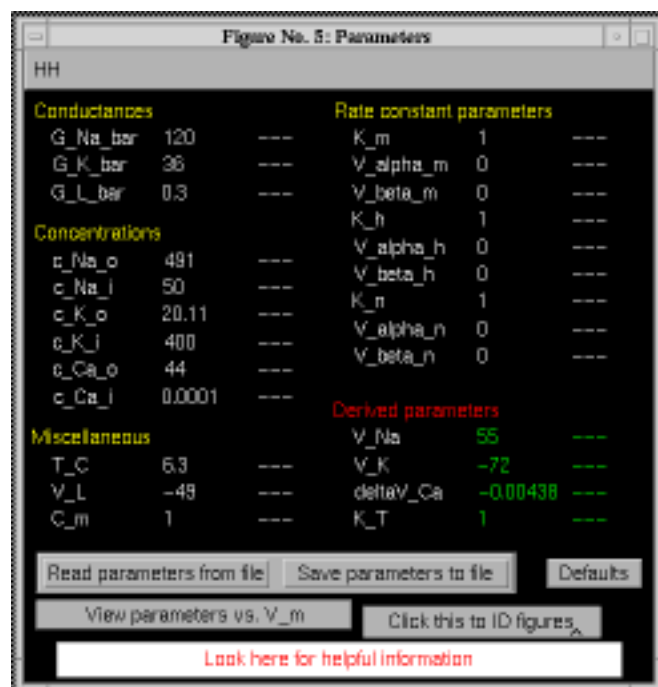 Figure No. 5: Parameters
HH
Conductances
G_Na_bar 120 ---
G_K_bar 36 ---
G_L_bar 0.3 ---
Concentrations
c_Na_o 491 ---
c_Na_i 50 ---
c_K_o 20.11 ---
c_K_i 400 ---
c_Ca_o 44 ---
c_Ca_i 0.0001 ---
Miscellaneous
T_C 6.3 ---
V_L -49 ---
C_m 1 ---
Rate constant parameters
K_m 1 ---
V_alpha_m 0 ---
V_beta_m 0 ---
K_h 1 ---
V_alpha_h 0 ---
V_beta_h 0 ---
K_n 1 ---
V_alpha_n 0 ---
V_beta_n 0 ---
Derived parameters
V_Na 55 ---
V_K -72 ---
deltaV_Ca -0.00438 ---
K_T 1 ---
Read parameters from file Save parameters to file Defaults
View parameters vs. V_m Click this to ID figures
Look here for helpful information